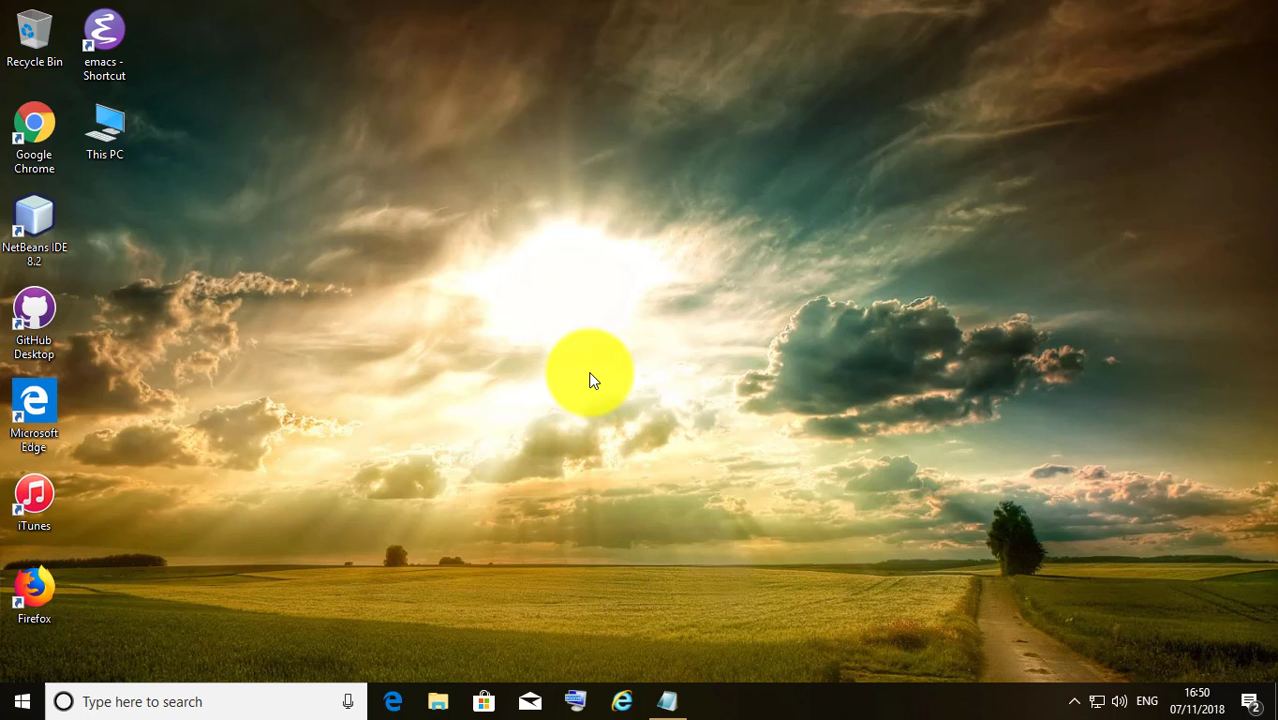 Recycle Bin
emacs -
Shortcut
Google
Chrome
This PC
NetBeans IDE
8.2
GitHub
Desktop
Microsoft
Edge
iTunes
Firefox
Type here to search
ENG
16:50
07/11/2018
2